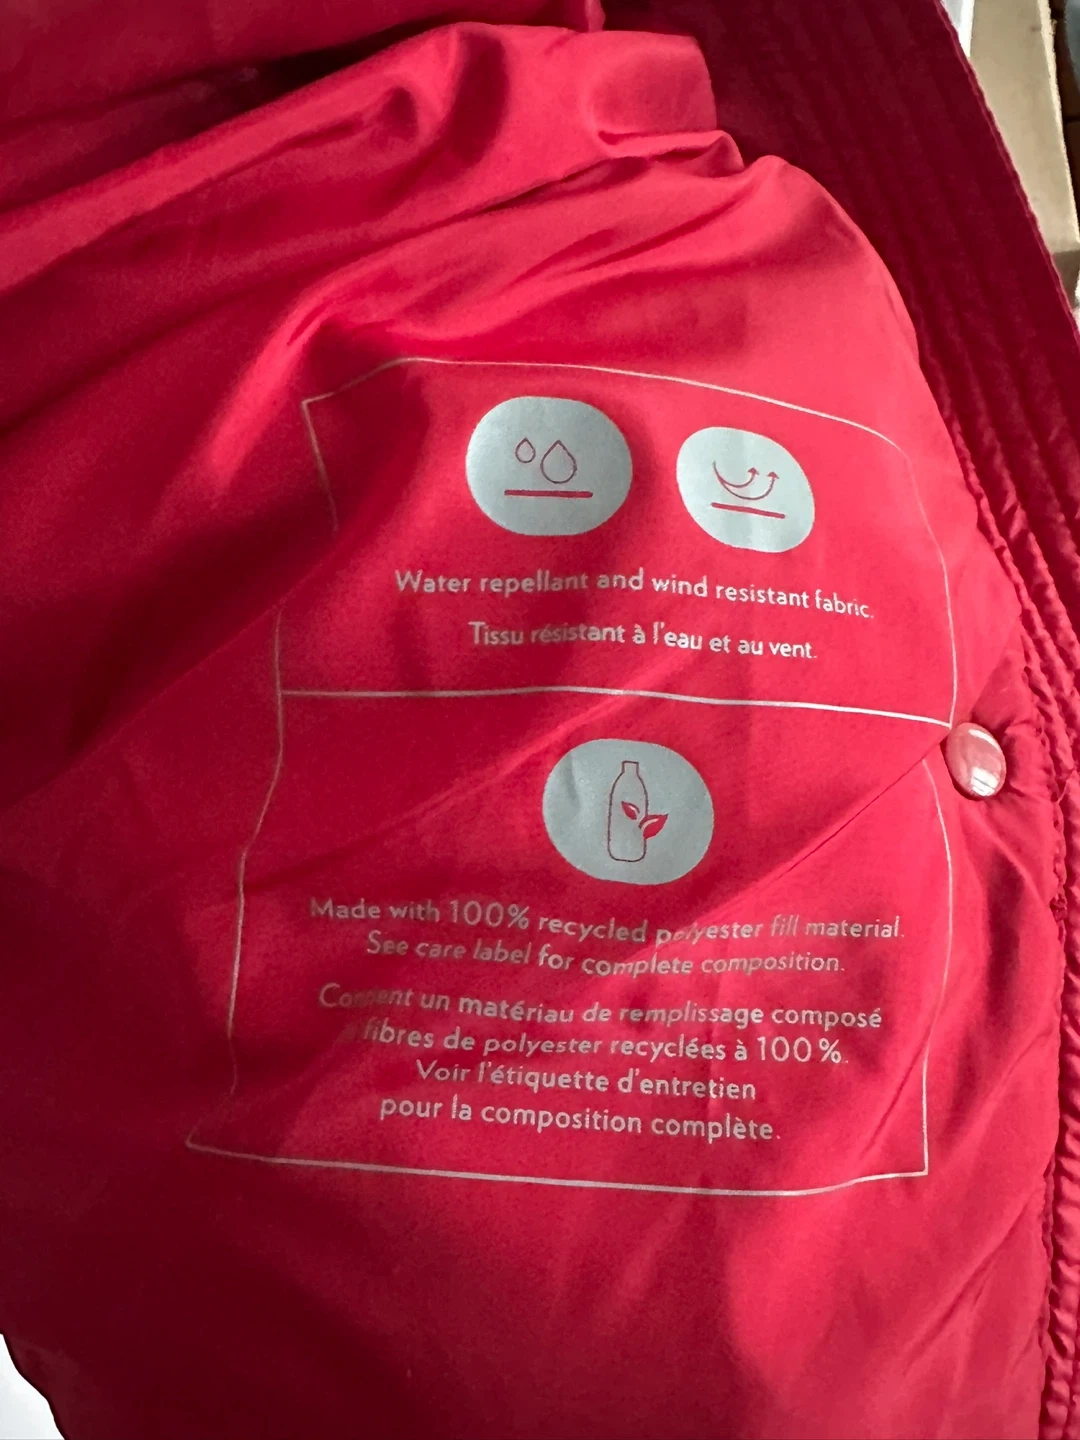 Water repellant and wind resistant fabric.
Tissu résistant à l'eau et au vent.
Made with 100% recycled polyester fill material.
See care label for complete composition.
un matériau de remplissage composé
fibres de polyester recyclées à 100 %.
Voir l'étiquette d'entretien
pour la composition complète.